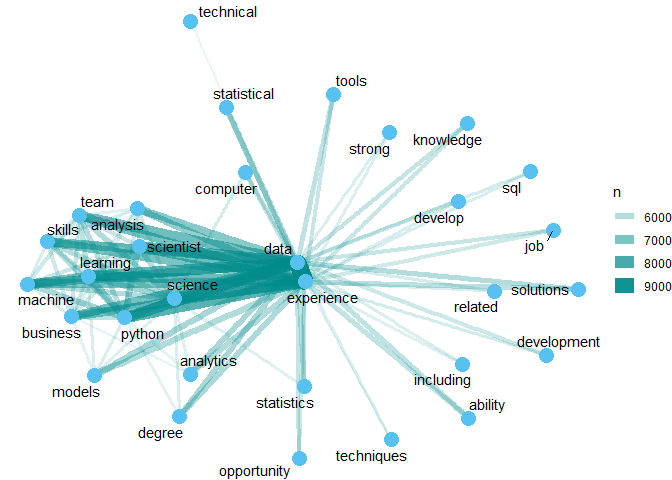 technical
tools
statistical
strong
knowledge
computer
sql
n
team
develop
6000
analysis
skills
scientist
data
job
7000
learning
8000
machine
science
experience
related
solutions
9000
business
python
development
analytics
including
models
statistics
ability
degree
techniques
opportunity